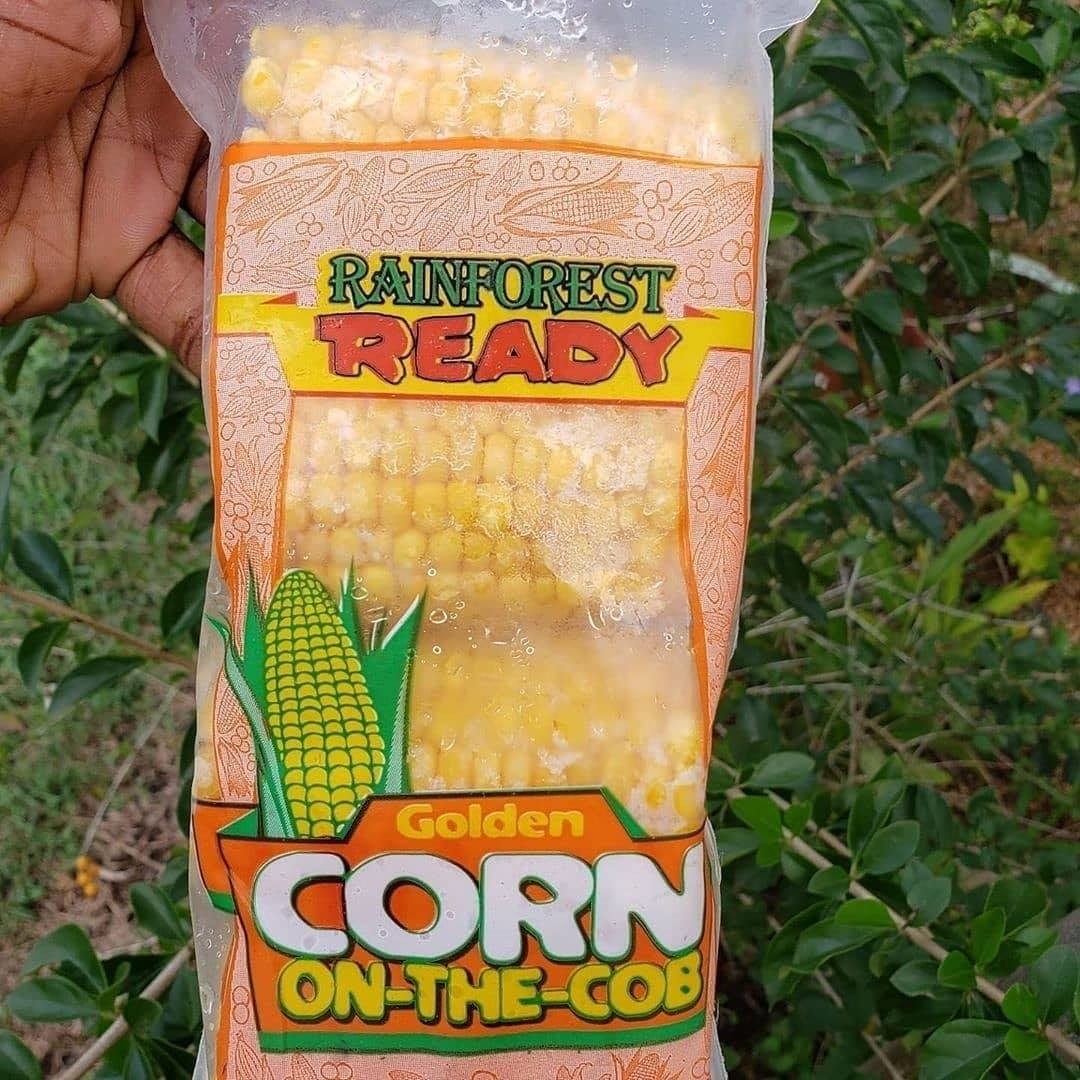 RAINFOREST
READY
Golden
CORN
ON-THE-COB